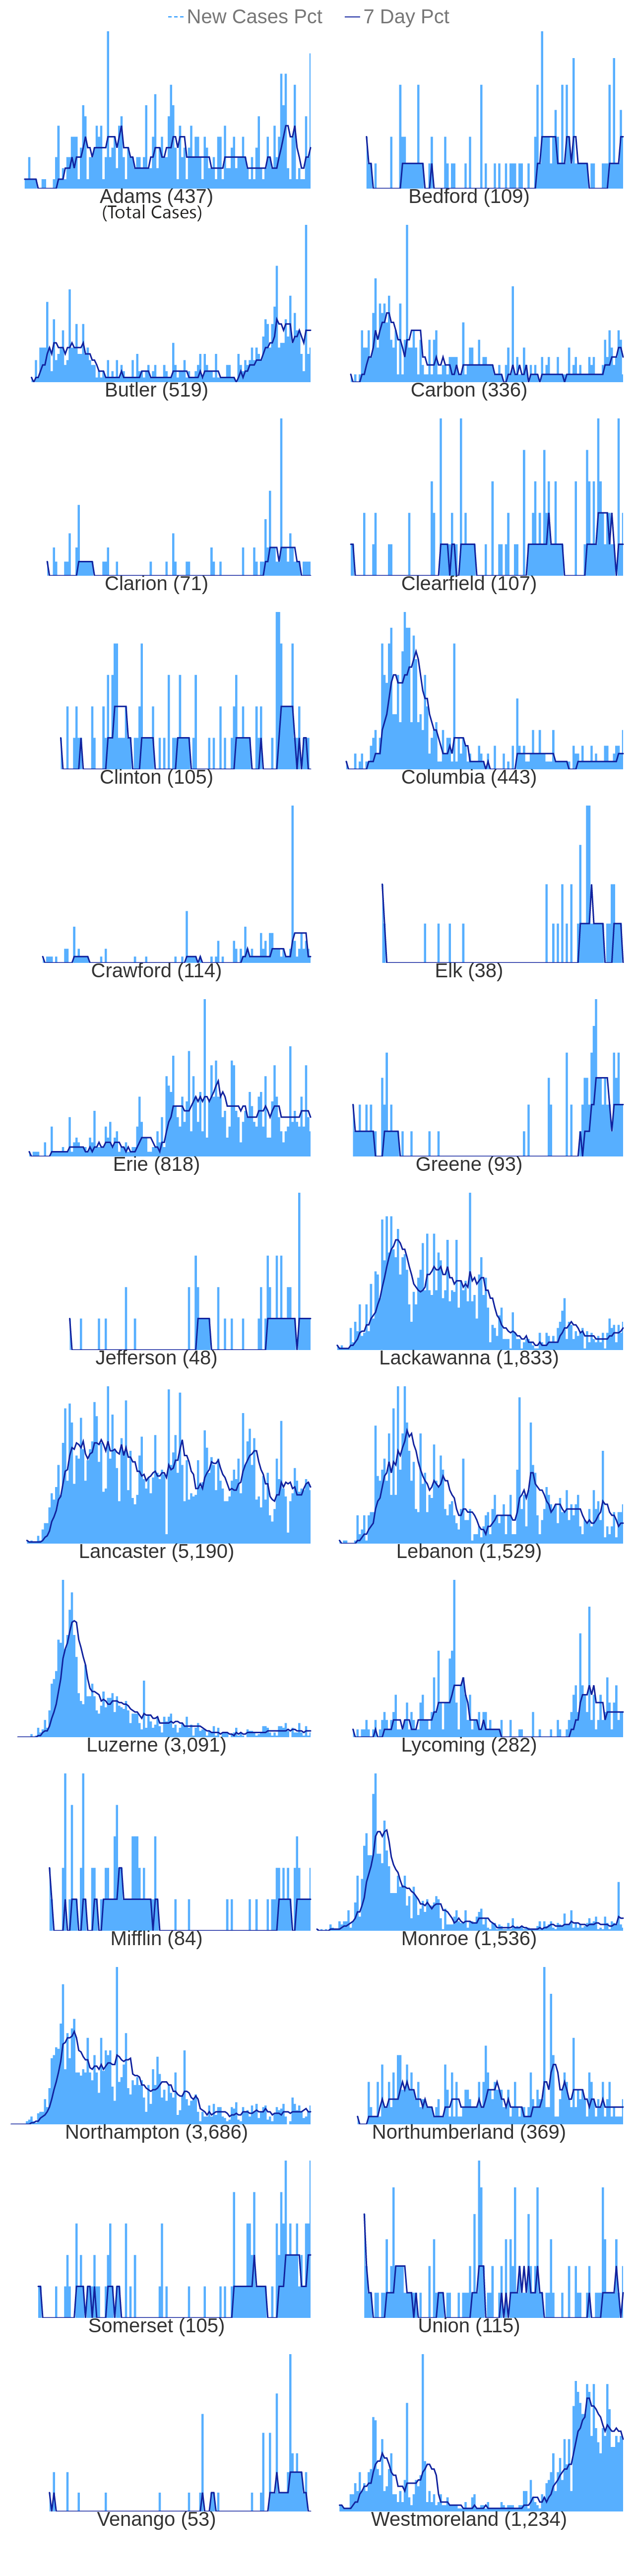 New Cases Pct 7 Day Pct
Adams (437) Bedford (109)
(Total Cases)
Butler (519) Carbon (336)
Clarion (71) Clearfield (107)
Clinton (105) Columbia (443)
Crawford (114) Elk (38)
Erie (818) Greene (93)
Jefferson (48) Lackawanna (1,833)
Lancaster (5,190) Lebanon (1,529)
Luzerne (3,091) Lycoming (282)
Mifflin (84) Monroe (1,536)
Northampton (3,686) Northumberland (369)
Somerset (105) Union (115)
Venango (53) Westmoreland (1,234)